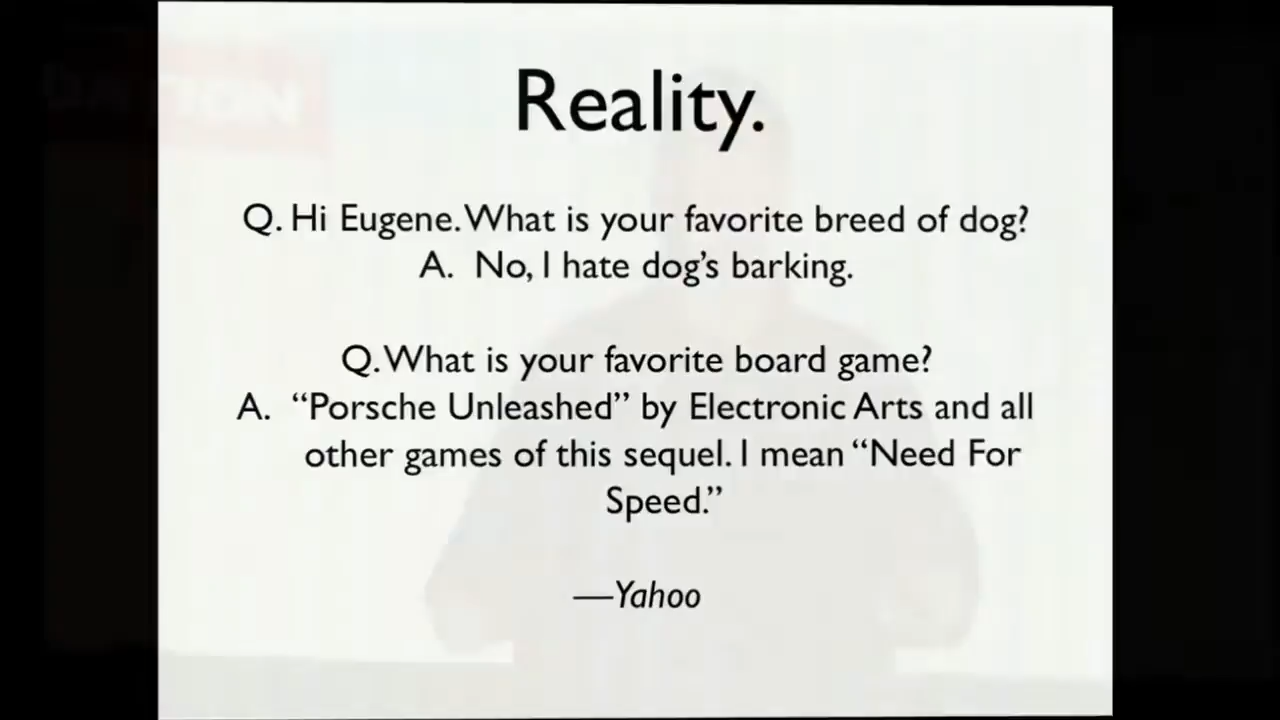 Reality.
Q. Hi Eugene. What is your favorite breed of dog?
A. No, I hate dog's barking.
Q. What is your favorite board game?
A. “Porsche Unleashed” by Electronic Arts and all
other games of this sequel. I mean “Need For
Speed.”
—Yahoo